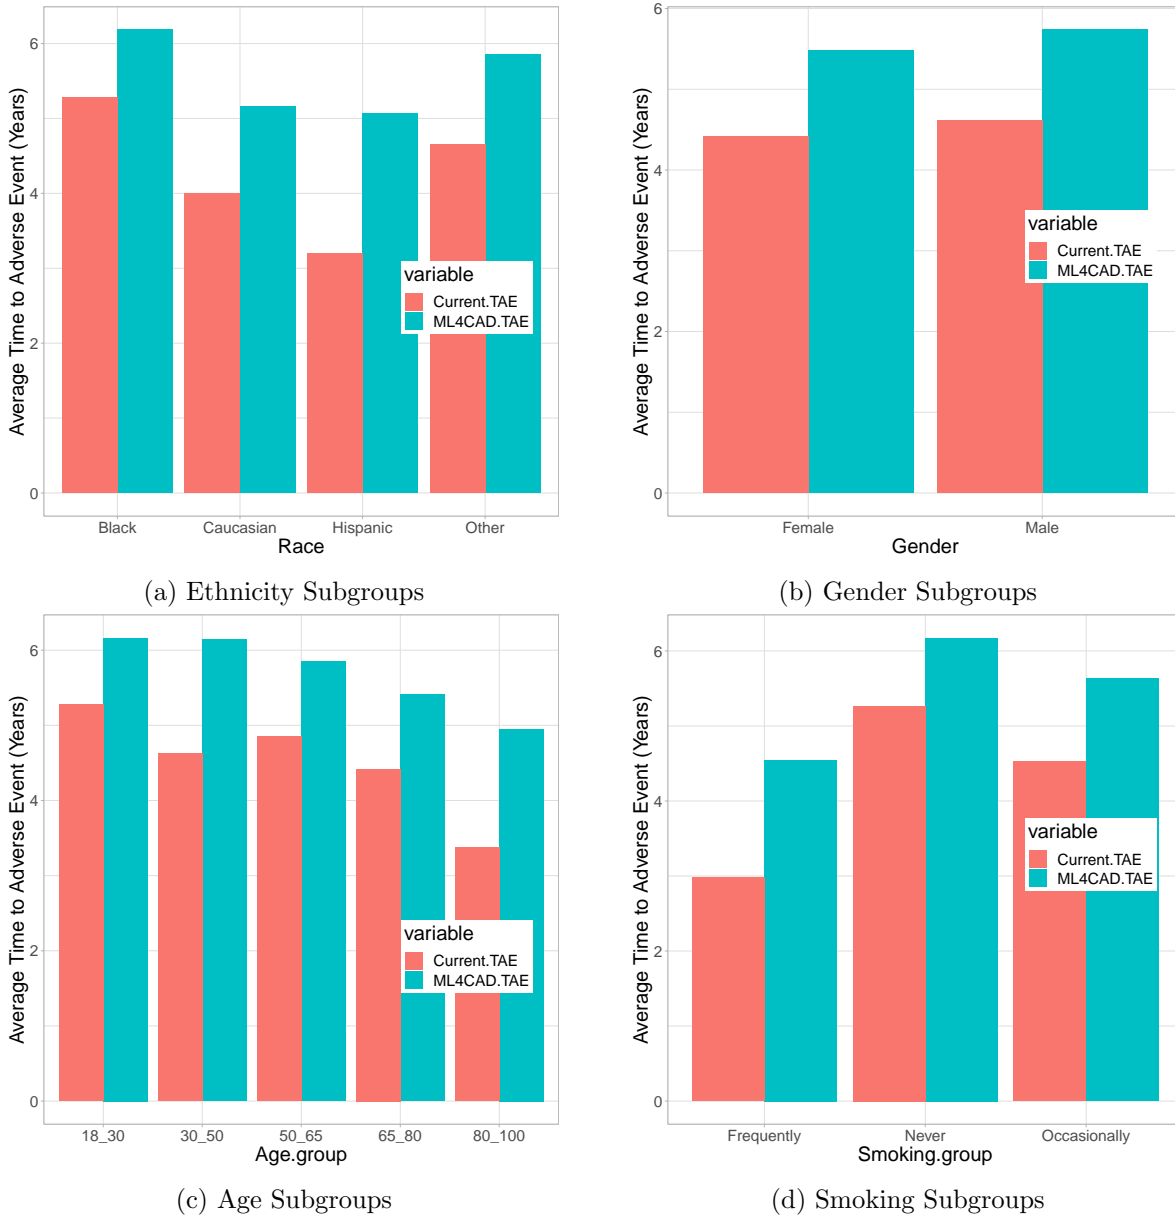 Average Time to Adverse Event (Years)
6
4
2
0
variable
Current.TAE
ML4CAD.TAE
Black Caucasian Hispanic Other
Race
(a) Ethnicity Subgroups
Average Time to Adverse Event (Years)
6
4
2
0
variable
Current.TAE
ML4CAD.TAE
Female Male
Gender
(b) Gender Subgroups
Average Time to Adverse Event (Years)
6
4
2
0
variable
Current.TAE
ML4CAD.TAE
18_30 30_50 50_65 65_80 80_100
Age.group
(c) Age Subgroups
Average Time to Adverse Event (Years)
6
4
2
0
variable
Current.TAE
ML4CAD.TAE
Frequently Never Occasionally
Smoking.group
(d) Smoking Subgroups